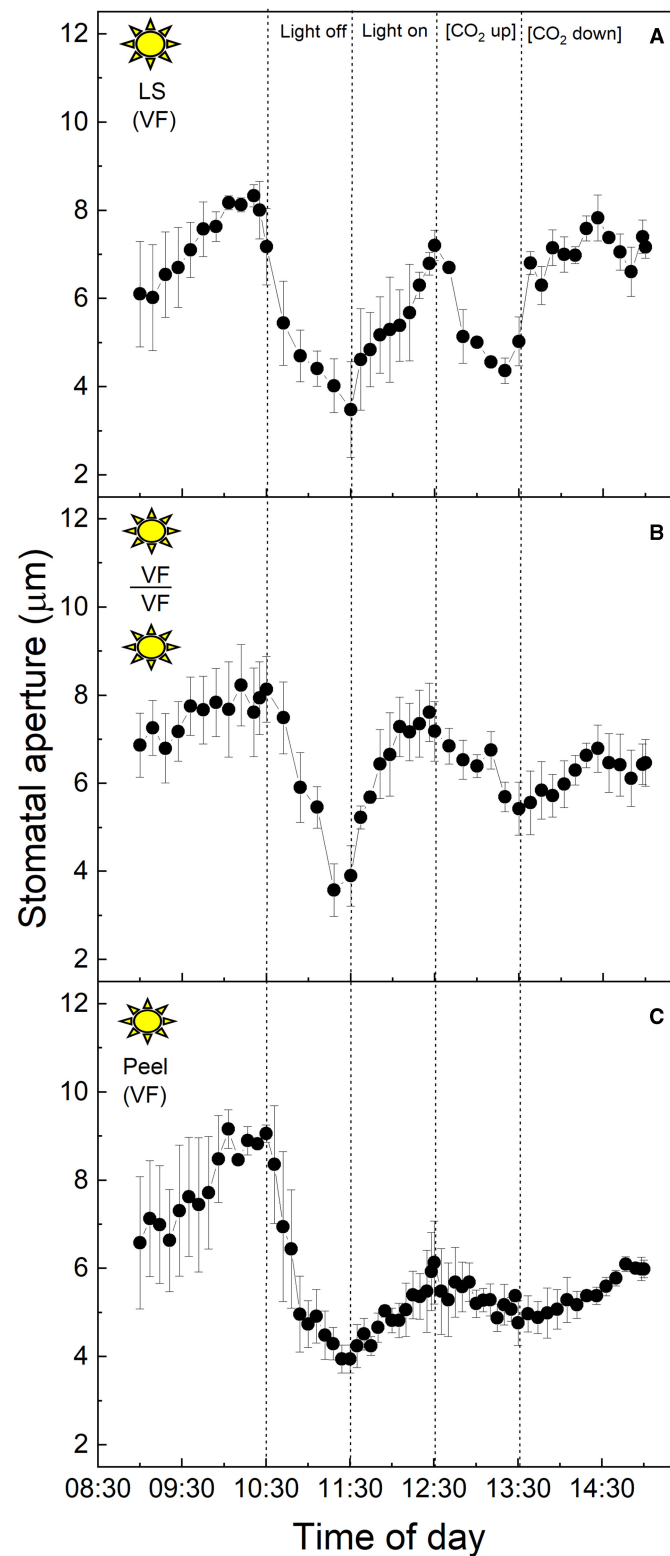 Light off Light on [CO₂ up] [CO₂ down] A
LS
(VF)
12
10
8
6
4
2
B
VF
VF
12
10
8
6
4
2
C
Peel
(VF)
12
10
8
6
4
2
Stomatal aperture (μm)
08:30 09:30 10:30 11:30 12:30 13:30 14:30
Time of day